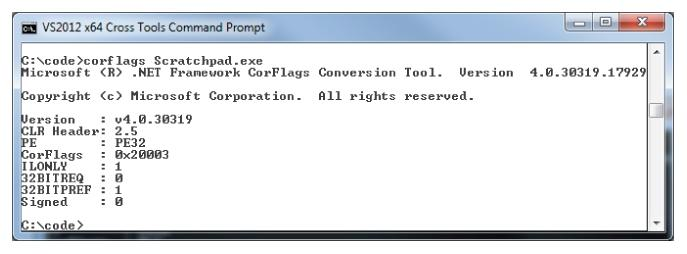 VS2012 x64 Cross Tools Command Prompt
C:\code>corflags Scratchpad.exe
Microsoft (R) .NET Framework CorFlags Conversion Tool.  Version  4.0.30319.17929
Copyright (c) Microsoft Corporation.  All rights reserved.
Version   : v4.0.30319
CLR Header: 2.5
PE        : PE32
CorFlags  : 0x20003
ILONLY    : 1
32BITREQ  : 0
32BITPREF : 1
Signed    : 0
C:\code>